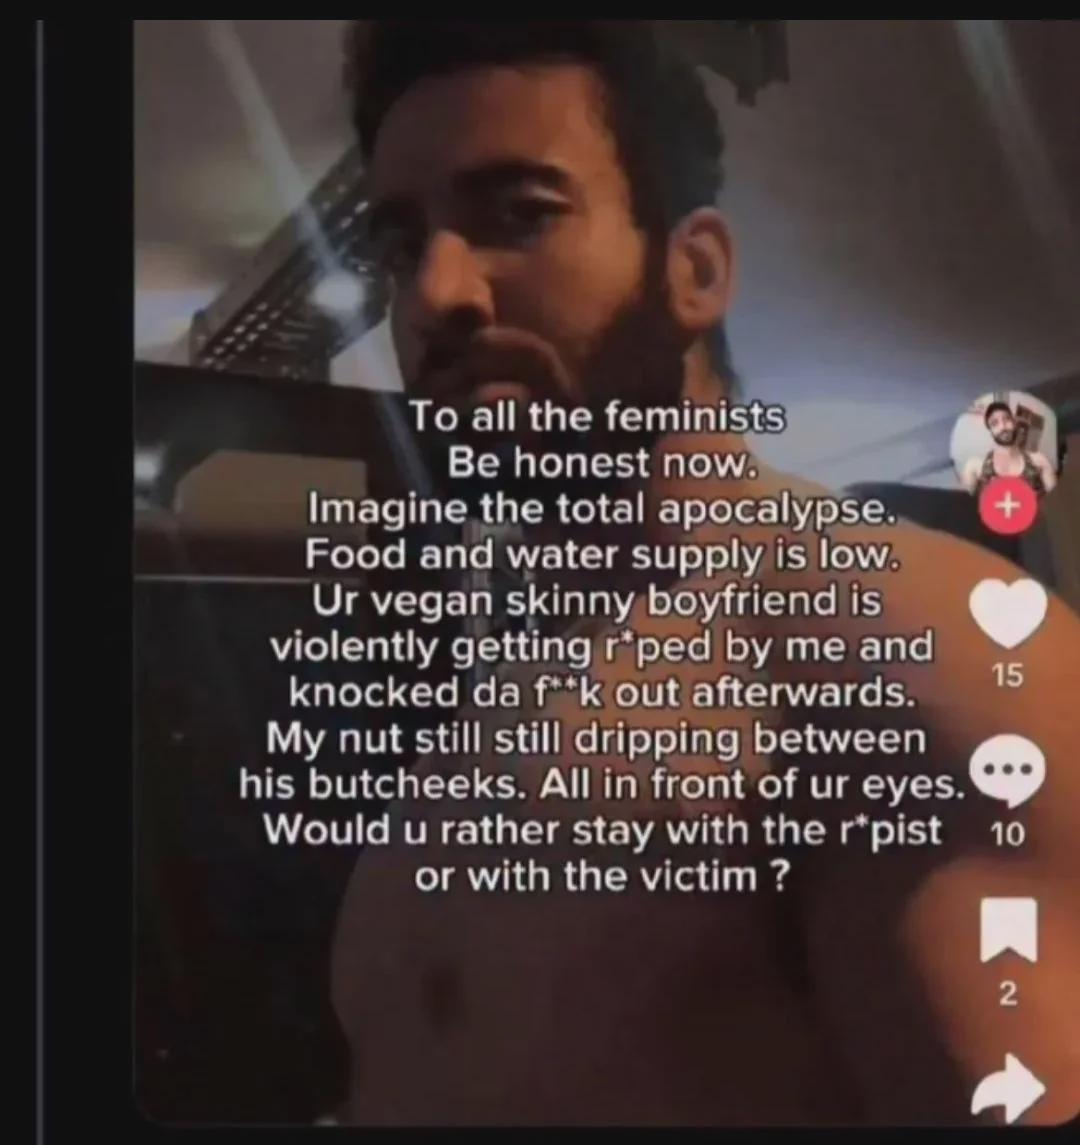 To all the feminists
Be honest now.
Imagine the total apocalypse.
Food and water supply is low.
Ur vegan skinny boyfriend is
violently getting r*ped by me and
knocked da f**k out afterwards.
My nut still still dripping between
his butcheeks. All in front of ur eyes.
Would u rather stay with the r*pist
or with the victim ?
15
10
2